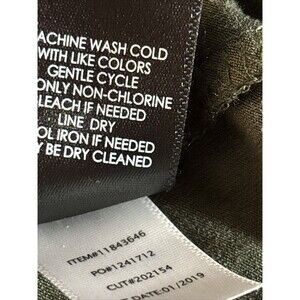 ACHINE WASH COLD
WITH LIKE COLORS
GENTLE CYCLE
ONLY NON-CHLORINE
LEACH IF NEEDED
LINE DRY
OL IRON IF NEEDED
Y BE DRY CLEANED
ITEM#11843646
PO#1241712
CUT#202154
DATE:01/2019